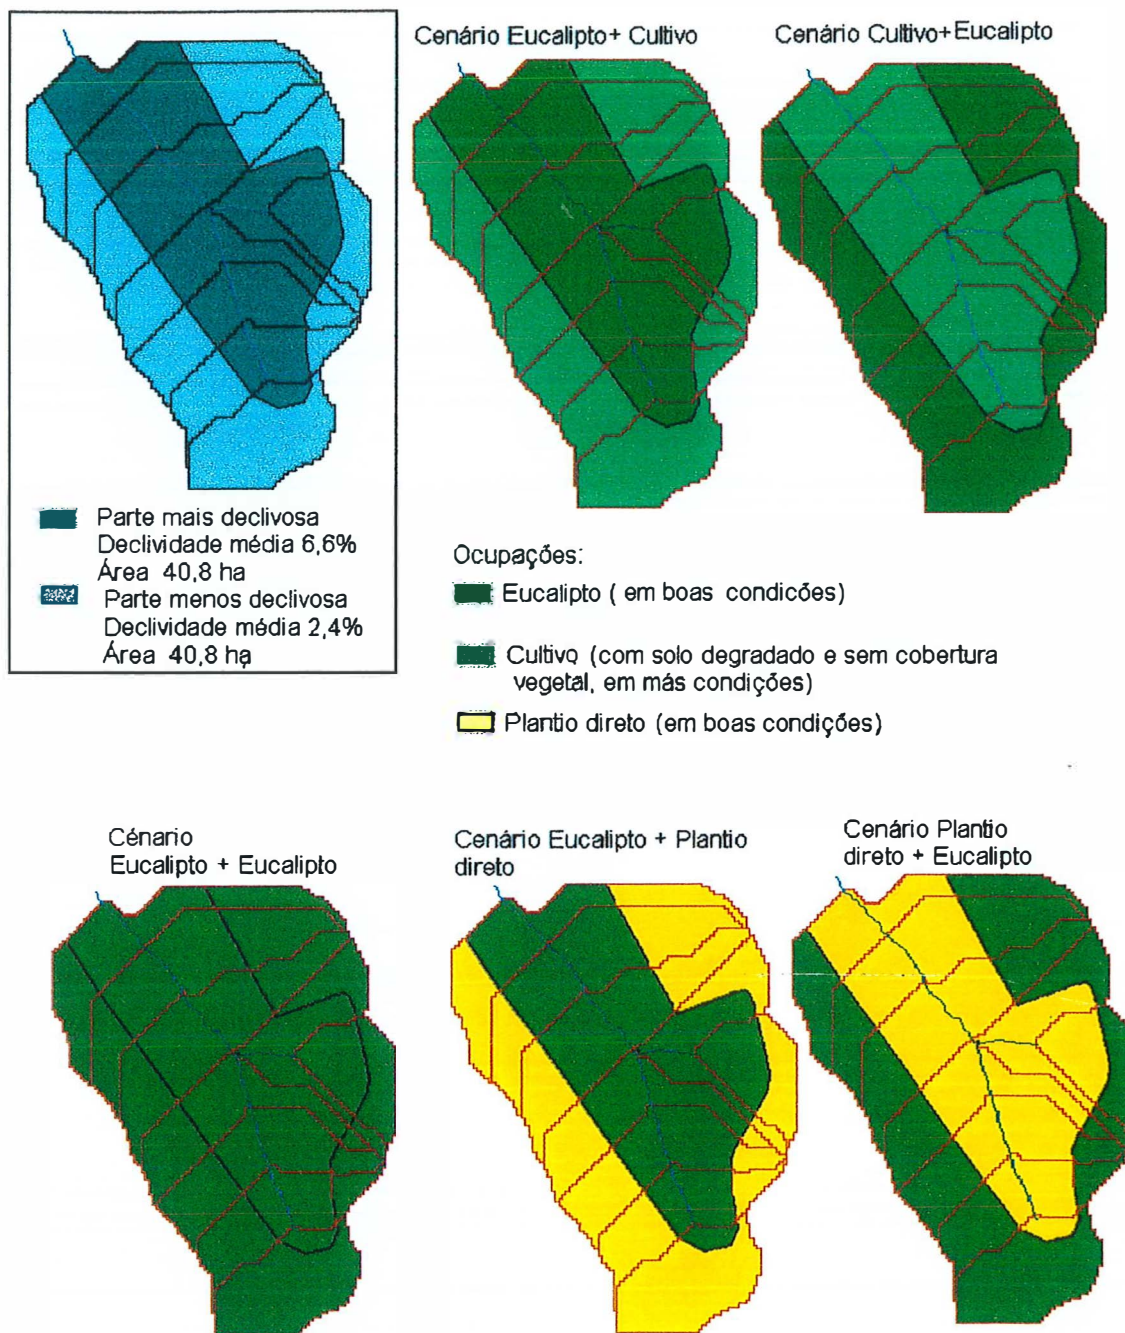 Cenário Eucalipto+ Cultivo
Cenário Cultivo+Eucalipto
Parte mais declivosa
Declividade média 6,6%
Área 40,8 ha
Parte menos declivosa
Declividade média 2,4%
Área 40,8 ha
Ocupações:
Eucalipto ( em boas condicões)
Cultivo (com solo degradado e sem cobertura
vegetal, em más condições)
Plantio direto (em boas condições)
Cénario
Eucalipto + Eucalipto
Cenário Eucalipto + Plantio
direto
Cenário Plantio
direto + Eucalipto